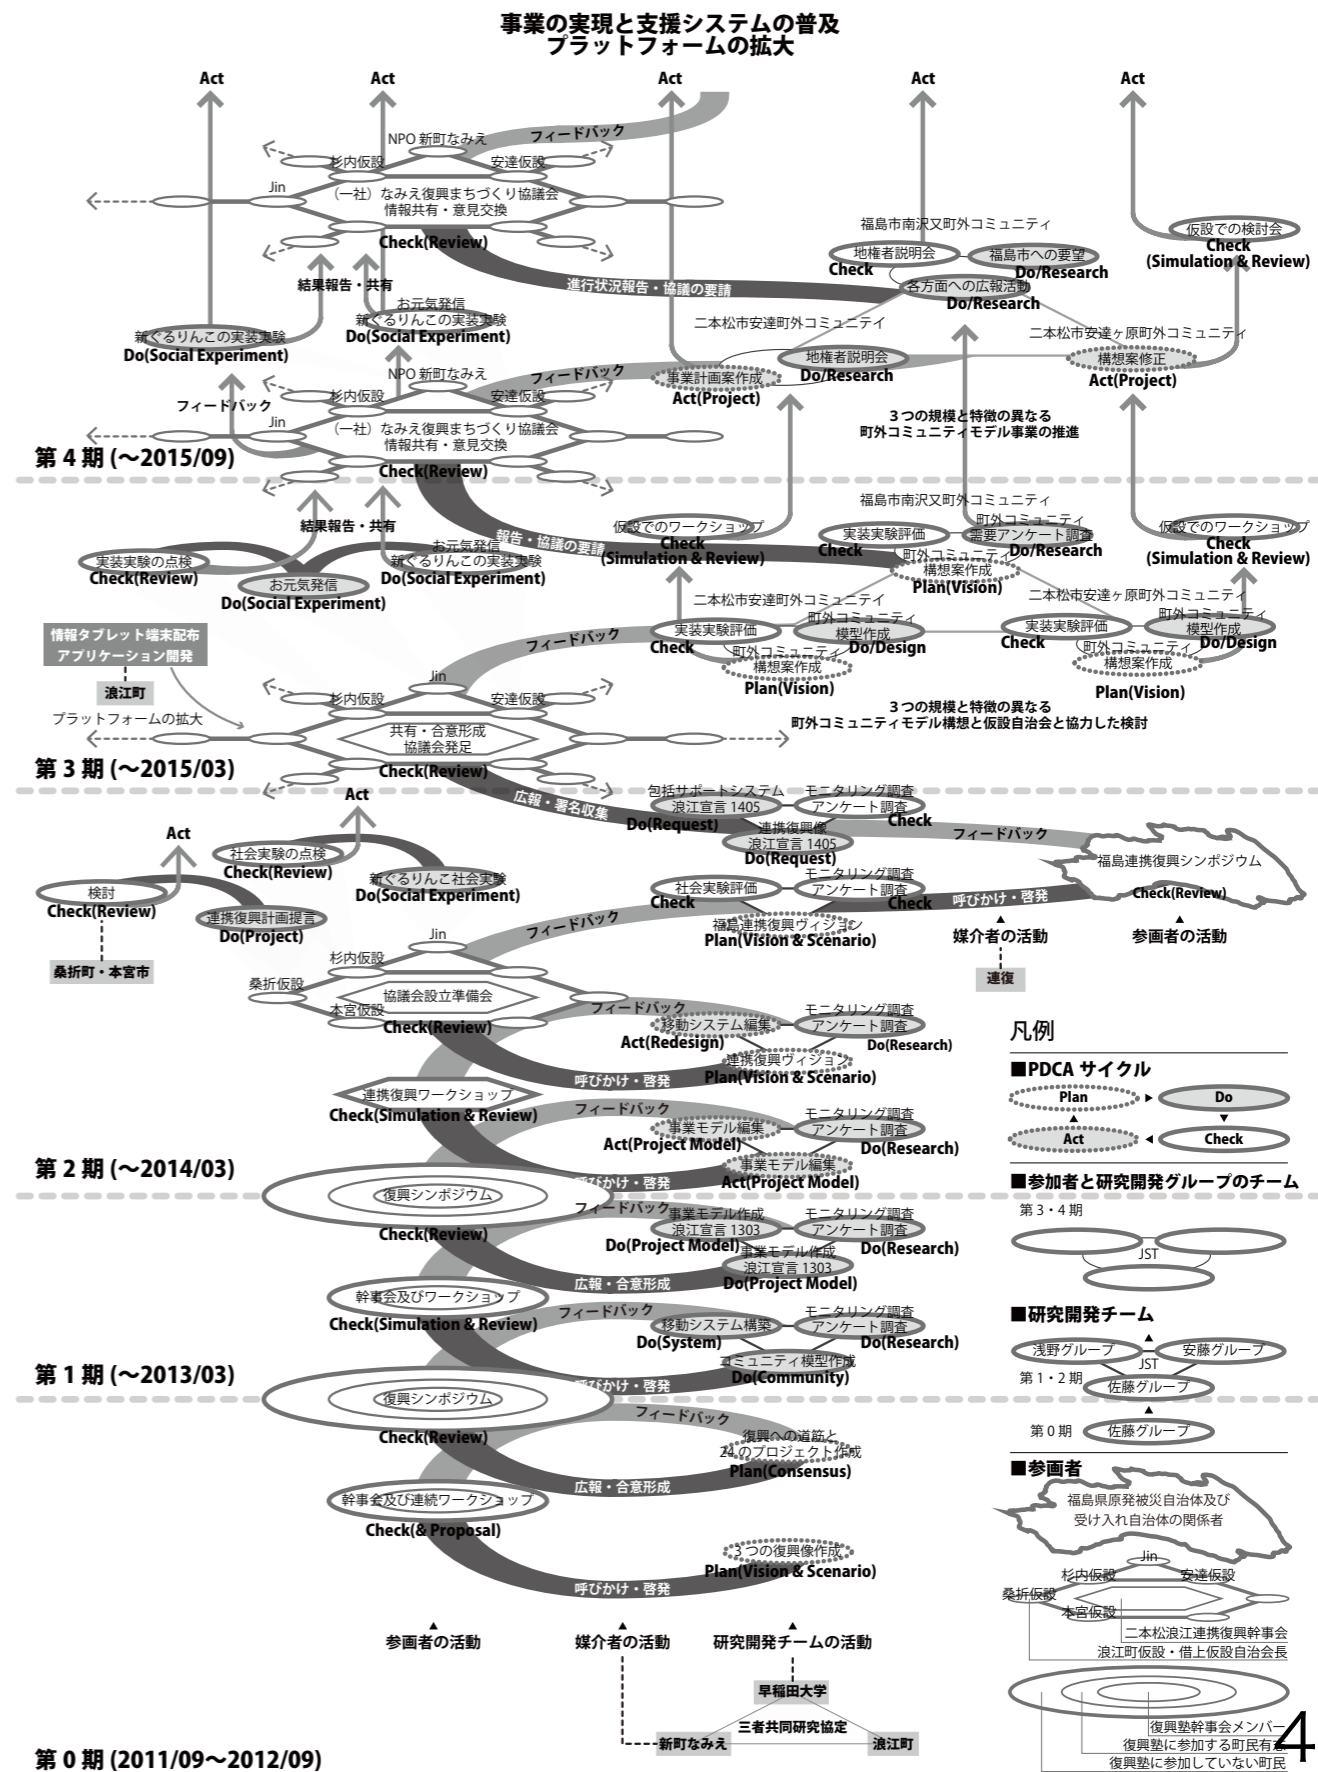 事業の実現と支援システムの普及
プラットフォームの拡大
Act
Act
Act
Act
Act
NPO 新町なみえ
フィードバック
杉内仮設
安達仮設
Jin
（一社）なみえ復興まちづくり協議会
情報共有・意見交換
Check(Review)
福島市南沢又町外コミュニティ
地権者説明会
Check
福島市への要望
Do/Research
各方面への広報活動
Do/Research
仮設での検討会
Check
(Simulation & Review)
結果報告・共有
進行状況報告・協議の要請
お元気発信
新ぐるりんこの実装実験
Do(Social Experiment)
新ぐるりんこの実装実験
Do(Social Experiment)
二本松市安達町外コミュニテイ
二本松市安達ヶ原町外コミュニティ
地権者説明会
Do/Research
構想案修正
Act(Project)
事業計画案作成
Act(Project)
NPO 新町なみえ
フィードバック
フィードバック
杉内仮設
安達仮設
Jin
（一社）なみえ復興まちづくり協議会
情報共有・意見交換
Check(Review)
３つの規模と特徴の異なる
町外コミュニティモデル事業の推進
第 4 期 (〜2015/09)
結果報告・共有
報告・協議の要請
福島市南沢又町外コミュニティ
仮設でのワークショップ
Check
(Simulation & Review)
実装実験評価
Check
町外コミュニティ
需要アンケート調査
Do/Research
町外コミュニティ
構想案作成
Plan(Vision)
仮設でのワークショップ
Check
(Simulation & Review)
実装実験の点検
Check(Review)
お元気発信
Do(Social Experiment)
お元気発信
新ぐるりんこの実装実験
Do(Social Experiment)
二本松市安達町外コミュニテイ
二本松市安達ヶ原町外コミュニティ
実装実験評価
Check
町外コミュニティ
模型作成
Do/Design
町外コミュニティ
構想案作成
Plan(Vision)
実装実験評価
Check
町外コミュニティ
模型作成
Do/Design
町外コミュニティ
構想案作成
Plan(Vision)
情報タブレット端末配布
アプリケーション開発
浪江町
プラットフォームの拡大
フィードバック
Jin
杉内仮設
安達仮設
共有・合意形成
協議会発足
Check(Review)
３つの規模と特徴の異なる
町外コミュニティモデル構想と仮設自治会と協力した検討
第 3 期 (〜2015/03)
広報・署名収集
包括サポートシステム
浪江宣言 1405
Do(Request)
モニタリング調査
アンケート調査
Check
連携復興像
浪江宣言 1405
Do(Request)
フィードバック
福島連携復興シンポジウム
Check(Review)
Act
Act
社会実験の点検
Check(Review)
新ぐるりんこ社会実験
Do(Social Experiment)
検討
Check(Review)
連携復興計画提言
Do(Project)
桑折町・本宮市
社会実験評価
Check
モニタリング調査
アンケート調査
Check
呼びかけ・啓発
福島連携復興ヴィジョン
Plan(Vision & Scenario)
媒介者の活動
参画者の活動
連復
フィードバック
Jin
杉内仮設
桑折仮設
本宮仮設
協議会設立準備会
Check(Review)
フィードバック
移動システム編集
Act(Redesign)
モニタリング調査
アンケート調査
Do(Research)
連携復興ヴィジョン
Plan(Vision & Scenario)
呼びかけ・啓発
連携復興ワークショップ
Check(Simulation & Review)
フィードバック
事業モデル編集
Act(Project Model)
モニタリング調査
アンケート調査
Do(Research)
事業モデル編集
Act(Project Model)
呼びかけ・啓発
第 2 期 (〜2014/03)
復興シンポジウム
Check(Review)
フィードバック
事業モデル作成
浪江宣言 1303
Do(Project Model)
モニタリング調査
アンケート調査
Do(Research)
事業モデル作成
浪江宣言 1303
Do(Project Model)
広報・合意形成
幹事会及びワークショップ
Check(Simulation & Review)
フィードバック
移動システム構築
Do(System)
モニタリング調査
アンケート調査
Do(Research)
コミュニティ模型作成
Do(Community)
呼びかけ・啓発
第 1 期 (〜2013/03)
復興シンポジウム
Check(Review)
フィードバック
復興への道筋と
24 のプロジェクト作成
Plan(Consensus)
広報・合意形成
幹事会及び連続ワークショップ
Check(& Proposal)
３つの復興像作成
Plan(Vision & Scenario)
呼びかけ・啓発
参画者の活動
媒介者の活動
研究開発チームの活動
早稲田大学
三者共同研究協定
新町なみえ
浪江町
第 0 期 (2011/09〜2012/09)
凡例
■PDCA サイクル
Plan
Do
Act
Check
■参加者と研究開発グループのチーム
第 3・4 期
JST
■研究開発チーム
浅野グループ
安藤グループ
JST
第 1・2 期
佐藤グループ
第 0 期
佐藤グループ
■参画者
福島県原発被災自治体及び
受け入れ自治体の関係者
Jin
杉内仮設
安達仮設
桑折仮設
本宮仮設
二本松浪江連携復興幹事会
浪江町仮設・借上仮設自治会長
復興塾幹事会メンバー
復興塾に参加する町民有志
復興塾に参加していない町民
4